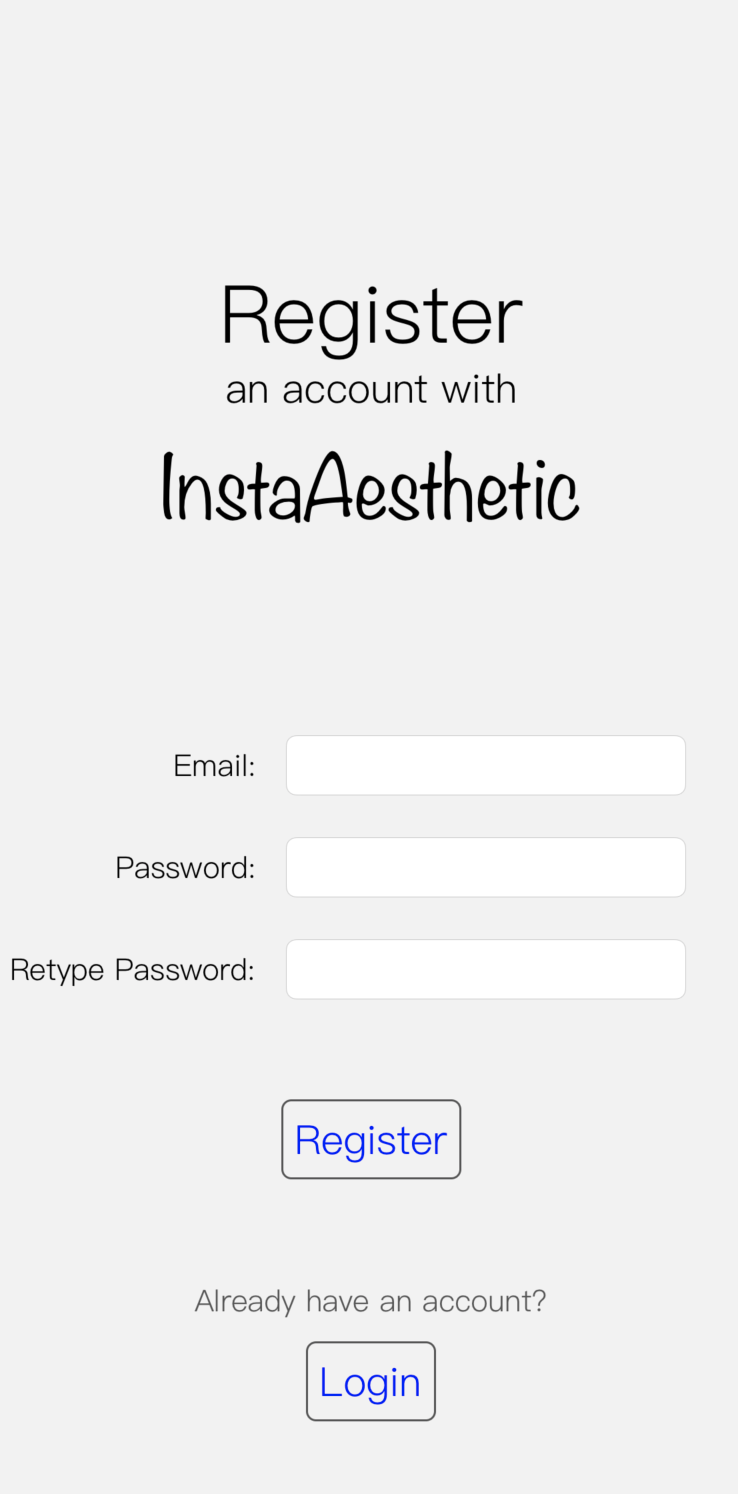 Register
an account with
InstaAesthetic
Email:
Password:
Retype Password:
Register
Already have an account?
Login